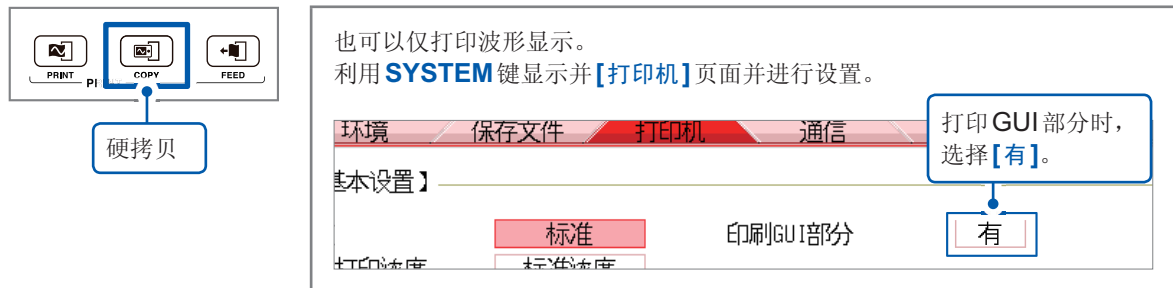 PRINT
COPY
FEED
硬拷贝
也可以仅打印波形显示。
利用SYSTEM键显示并[打印机]页面并进行设置。
环境 保存文件 打印机 通信
打印GUI部分时,
选择[有]。
基本设置】
标准 印刷GUI部分 有
打印浓度 标准浓度